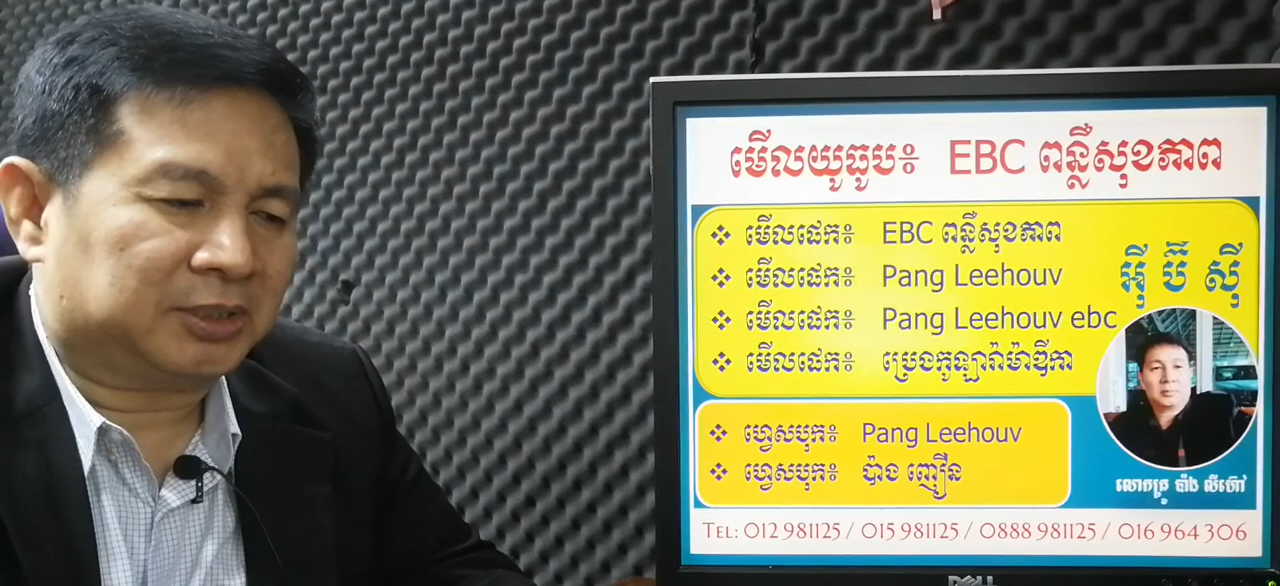 មើលយូធូប៖ EBC ពន្លឺសុខភាព
❖ មើលផេក៖ EBC ពន្លឺសុខភាព
❖ មើលផេក៖ Pang Leehouv
❖ មើលផេក៖ Pang Leehouv ebc
❖ មើលផេក៖ ប្រេងកូឡារ៉ាម៉ាឌីកា
អ៊ី ប៊ី ស៊ី
❖ ហ្វេសបុក៖ Pang Leehouv
❖ ហ្វេសបុក៖ ប៉ាង ញឿន
លោកគ្រូ ប៉ាង លីហ៊ៅ
TEL: 012 981125 / 015 981125 / 0888 981125 / 016 964 306
DELL